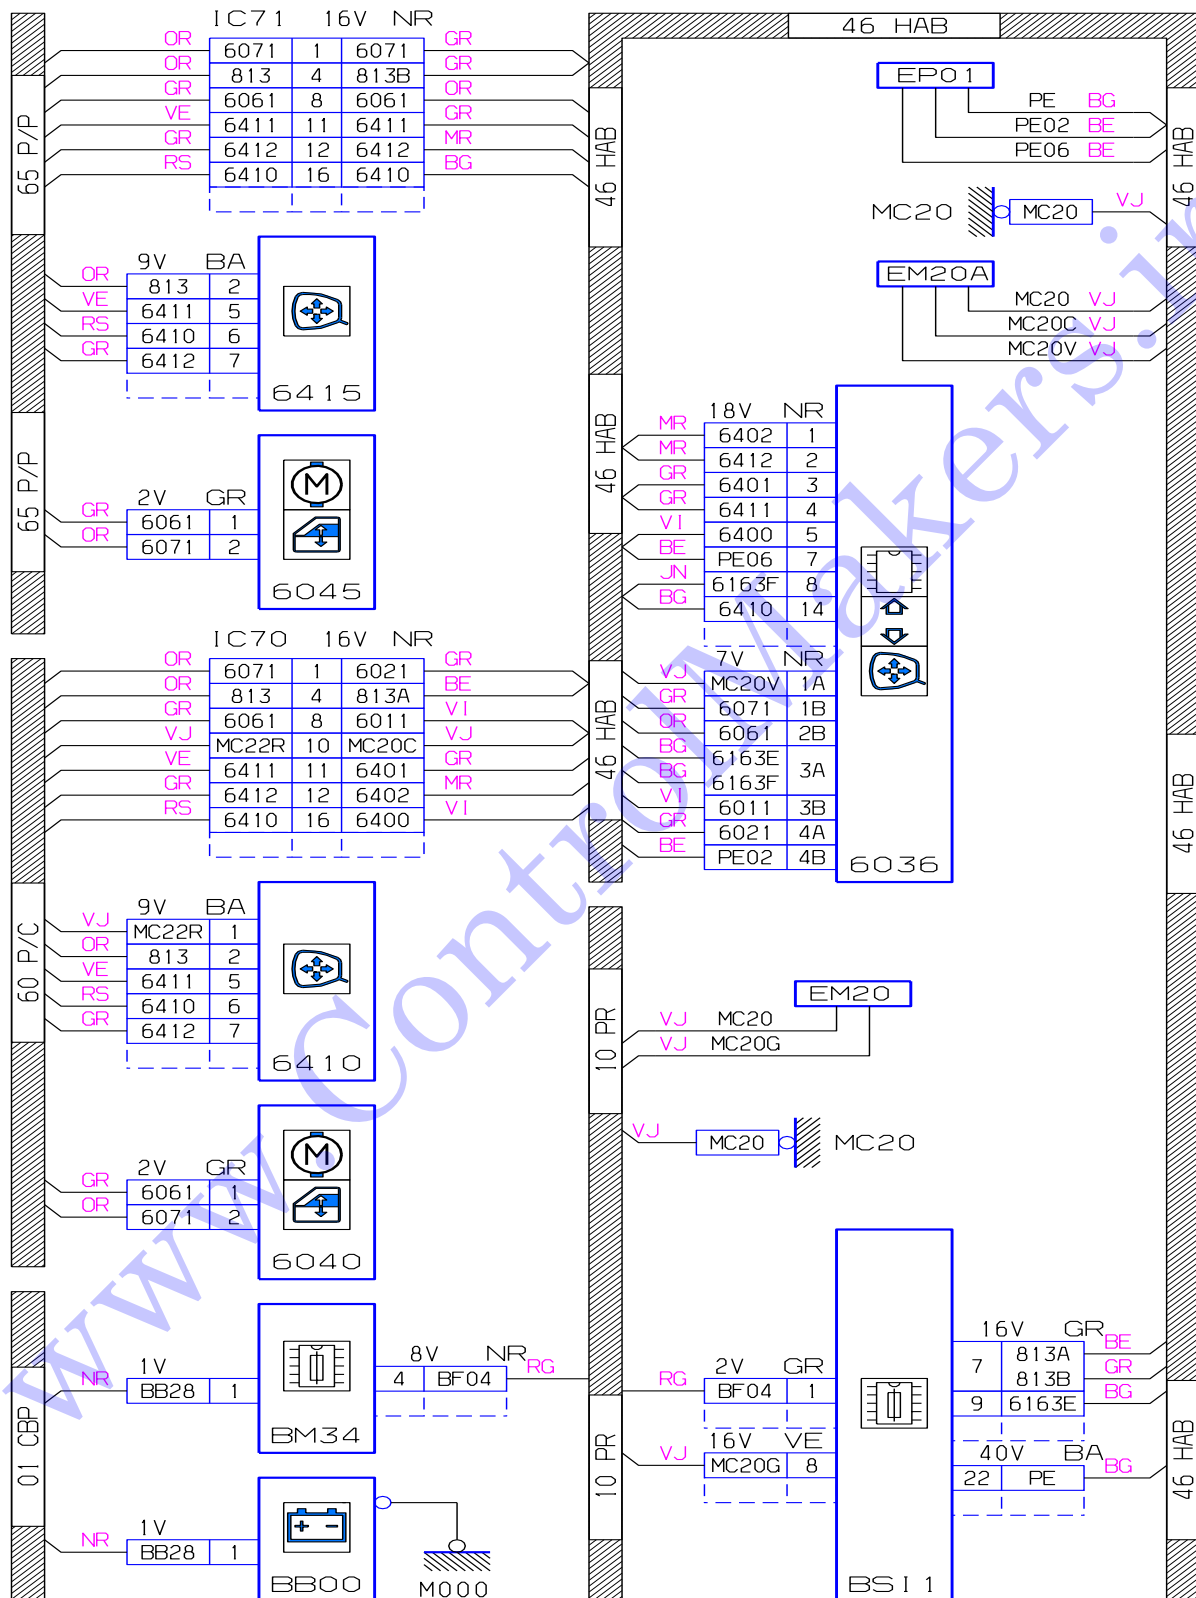 IC71 16V NR
OR 6071 1 6071 GR
OR 813 4 813B GR
GR 6061 8 6061 OR
VE 6411 11 6411 GR
GR 6412 12 6412 MR
RS 6410 16 6410 BG
65 P/P
46 HAB
46 HAB
EP01
PE BG
PE02 BE
PE06 BE
46 HAB
MC20 MC20 VJ
EM20A
MC20 VJ
MC20C VJ
MC20V VJ
9V BA
OR 813 2
VE 6411 5
RS 6410 6
GR 6412 7
6415
65 P/P
2V GR
GR 6061 1
OR 6071 2
6045
46 HAB
18V NR
MR 6402 1
MR 6412 2
GR 6401 3
GR 6411 4
VI 6400 5
BE PE06 7
JN 6163F 8
BG 6410 14
7V NR
VJ MC20V 1A
GR 6071 1B
OR 6061 2B
BG 6163E 3A
BG 6163F
VI 6011 3B
GR 6021 4A
BE PE02 4B
6036
IC70 16V NR
OR 6071 1 6021 GR
OR 813 4 813A BE
GR 6061 8 6011 VI
VJ MC22R 10 MC20C VJ
VE 6411 11 6401 GR
GR 6412 12 6402 MR
RS 6410 16 6400 VI
46 HAB
46 HAB
60 P/C
9V BA
VJ MC22R 1
OR 813 2
VE 6411 5
RS 6410 6
GR 6412 7
6410
10 PR
EM20
VJ MC20
VJ MC20G
VJ MC20 MC20
2V GR
GR 6061 1
OR 6071 2
6040
01 CBP
1V
NR BB28 1
BM34
8V NR
4 BF04 RG
1V
NR BB28 1
BB00
M000
10 PR
2V GR
RG BF04 1
16V VE
VJ MC20G 8
BSI1
16V GR
7 813A BE
813B GR
9 6163E BG
40V BA
22 PE BG
46 HAB
www.ControlMakers.ir